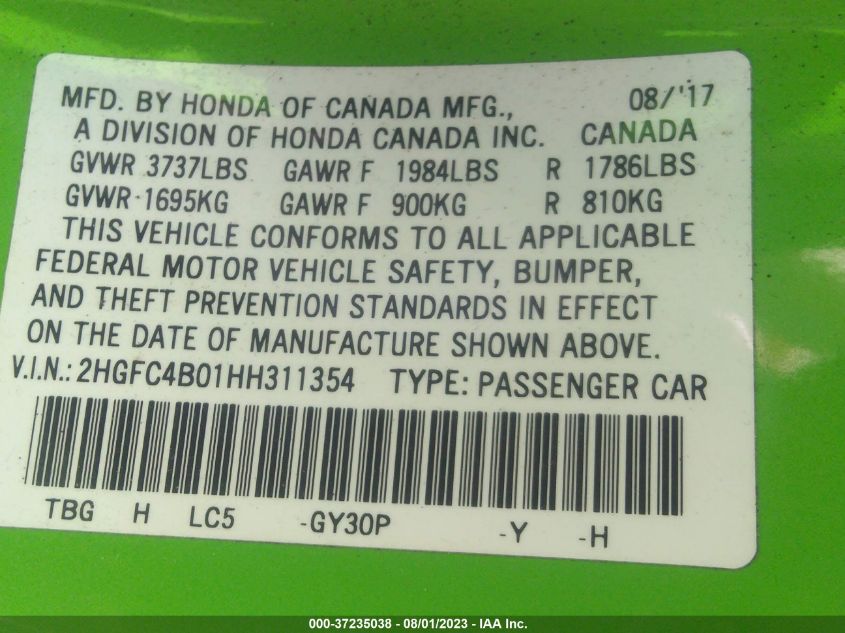 MFD. BY HONDA OF CANADA MFG., 08/'17
A DIVISION OF HONDA CANADA INC. CANADA
GVWR 3737LBS GAWR F 1984LBS R 1786LBS
GVWR 1695KG GAWR F 900KG R 810KG
THIS VEHICLE CONFORMS TO ALL APPLICABLE
FEDERAL MOTOR VEHICLE SAFETY, BUMPER,
AND THEFT PREVENTION STANDARDS IN EFFECT
ON THE DATE OF MANUFACTURE SHOWN ABOVE.
V.I.N.: 2HGFC4B01HH311354 TYPE: PASSENGER CAR
TBG H LC5 -GY30P -Y -H
000-37235038 - 08/01/2023 - IAA Inc.